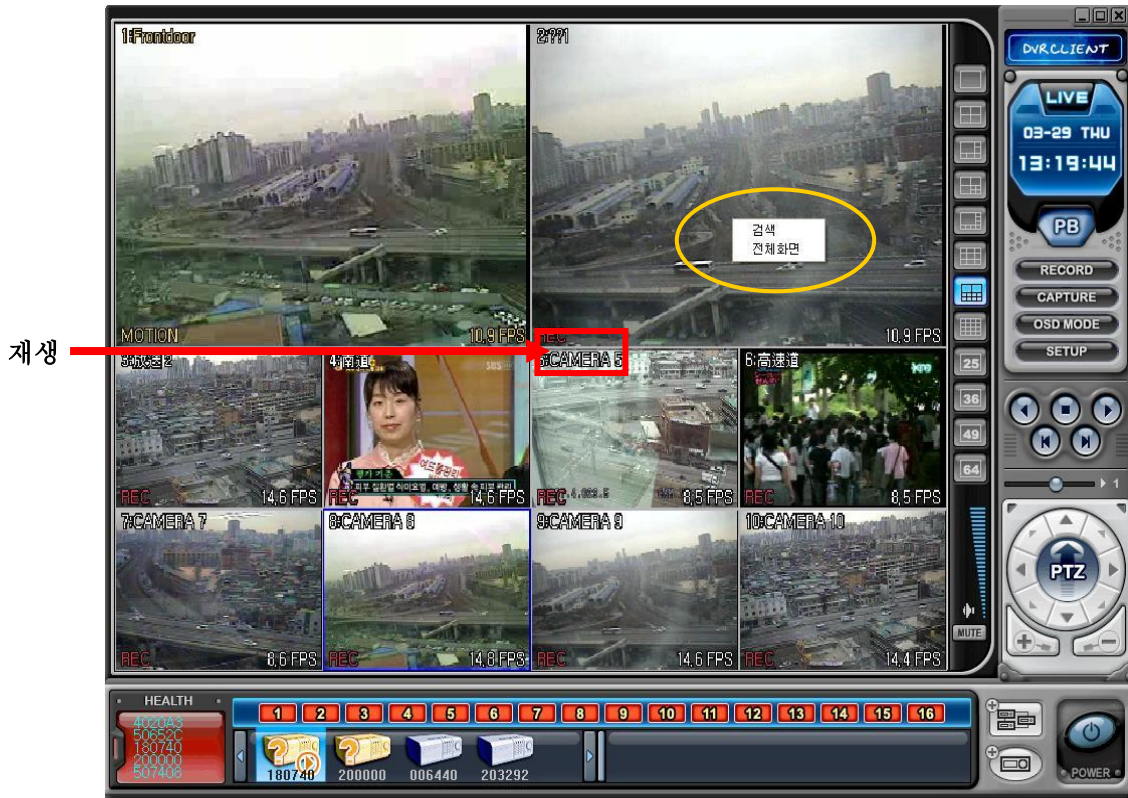 1:Frontdoor
2:??1
DVRCLIENT
LIVE
03-29 THU
13:19:44
PB
검색
전체화면
RECORD
CAPTURE
OSD MODE
SETUP
MOTION
10,9 FPS
REC
10,9 FPS
재생
4:南道
SBS
5:CAMERA 5
6:高速道
25
36
49
64
REC
14,6 FPS
REC
14,6 FPS
REC
8,5 FPS
REC
8,5 FPS
1
7:CAMERA 7
8:CAMERA 8
9:CAMERA 9
10:CAMERA 10
PTZ
MUTE
REC
8,6 FPS
REC
14,8 FPS
REC
14,6 FPS
REC
14,4 FPS
HEALTH
1 2 3 4 5 6 7 8 9 10 11 12 13 14 15 16
4020A3
50652C
180740
200000
507408
180740
200000
006440
203292
POWER